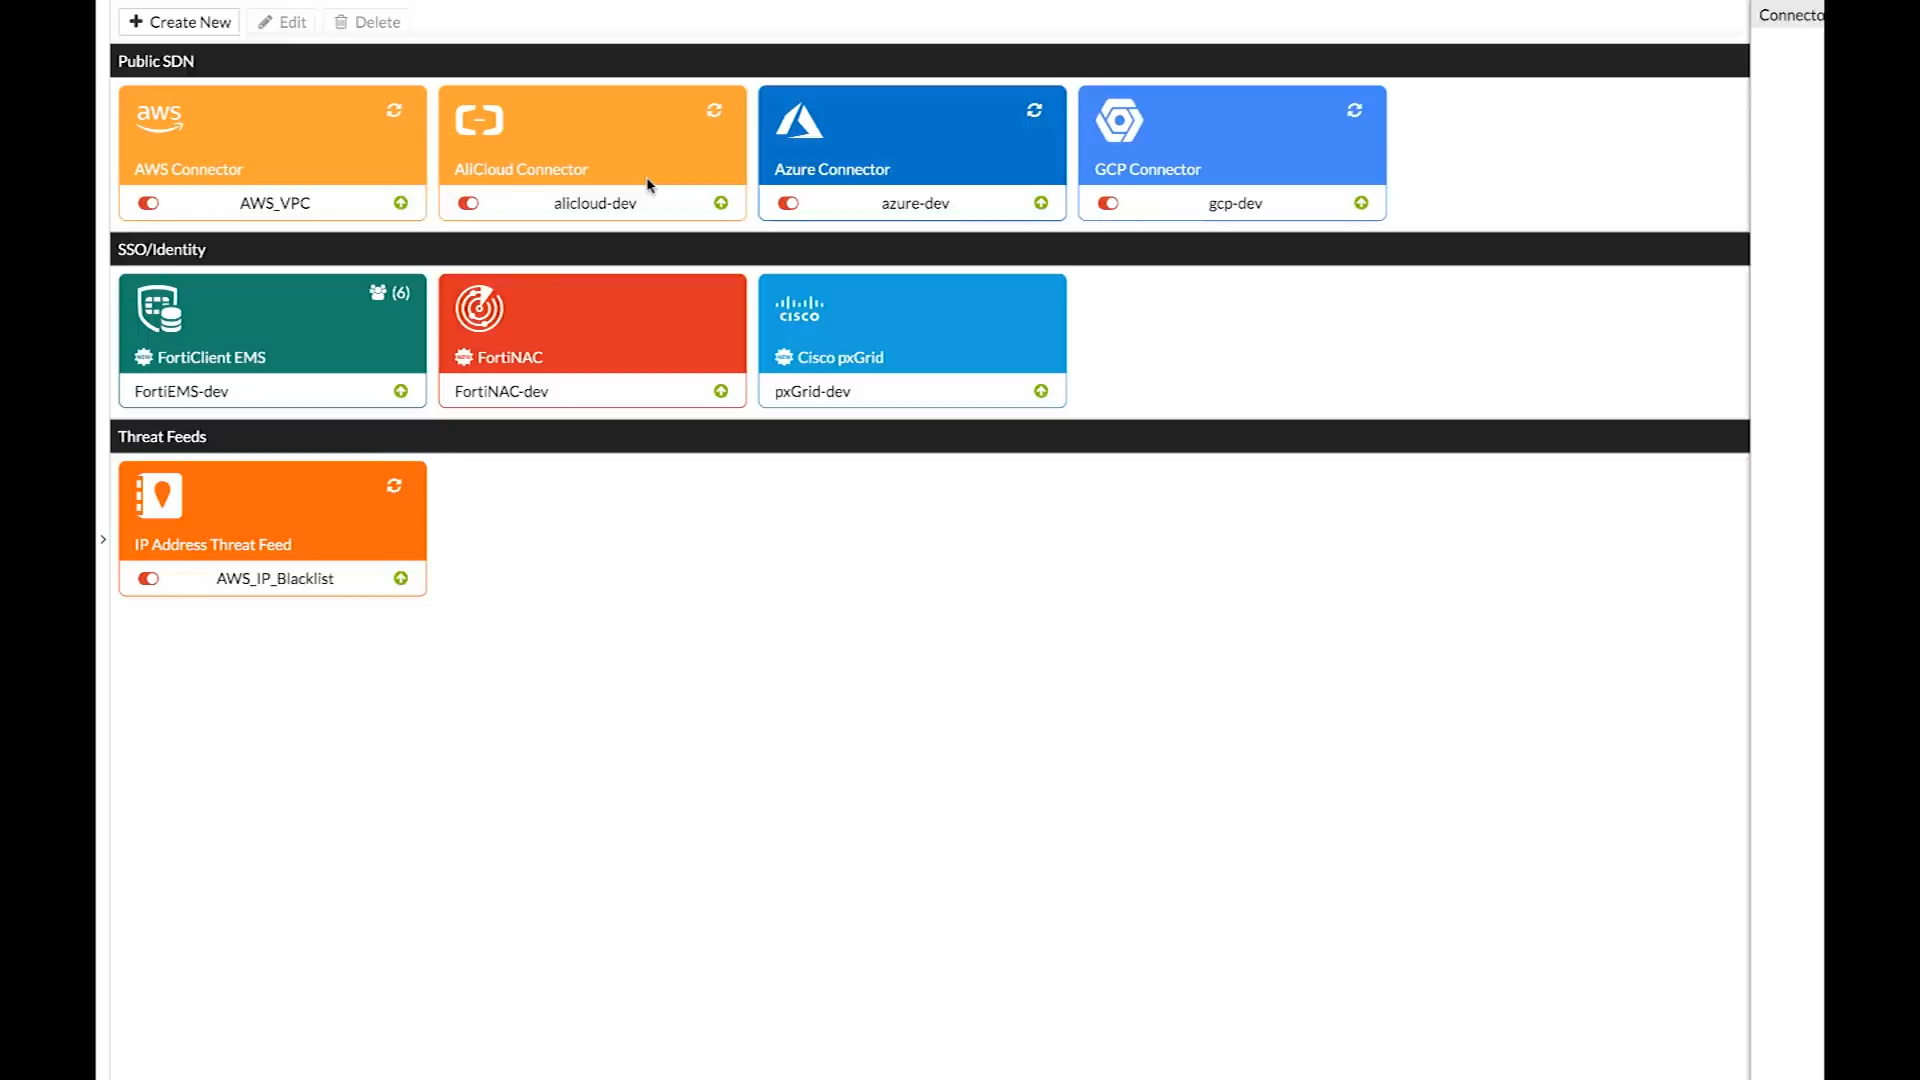 Create New Edit Delete
Connecto
Public SDN
aws
AWS Connector
AWS_VPC
AliCloud Connector
alicloud-dev
Azure Connector
azure-dev
GCP Connector
gcp-dev
SSO/Identity
(6)
FortiClient EMS
FortiEMS-dev
FortiNAC
FortiNAC-dev
CISCO
Cisco pxGrid
pxGrid-dev
Threat Feeds
IP Address Threat Feed
AWS_IP_Blacklist